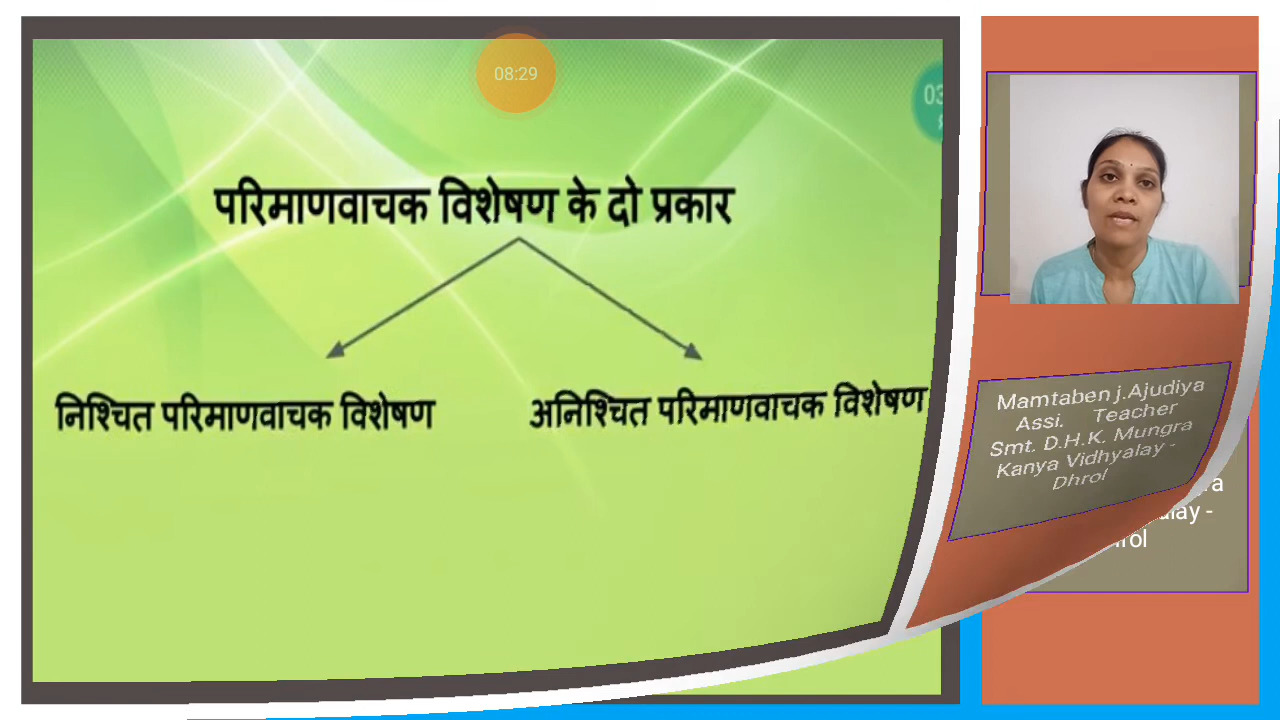 08:29
03
परिमाणवाचक विशेषण के दो प्रकार
निश्चित परिमाणवाचक विशेषण
अनिश्चित परिमाणवाचक विशेषण
Mamtaben j.Ajudiya
Assi. Teacher
Smt. D.H.K. Mungra
Kanya Vidhyalay -
Dhrol